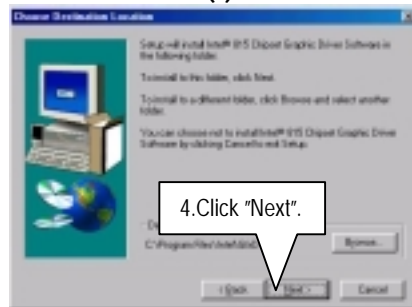 Choose Destination Location
Setup will install Intel® 815 Chipset Graphic Driver Software in
the following folder.
To install to this folder, click Next.
To install to a different folder, click Browse and select another
folder.
You can choose not to install Intel® 815 Chipset Graphic Driver
Software by clicking Cancel to exit Setup.
4.Click "Next".
C:\Program Files\Intel\
Browse...
< Back
Next >
Cancel